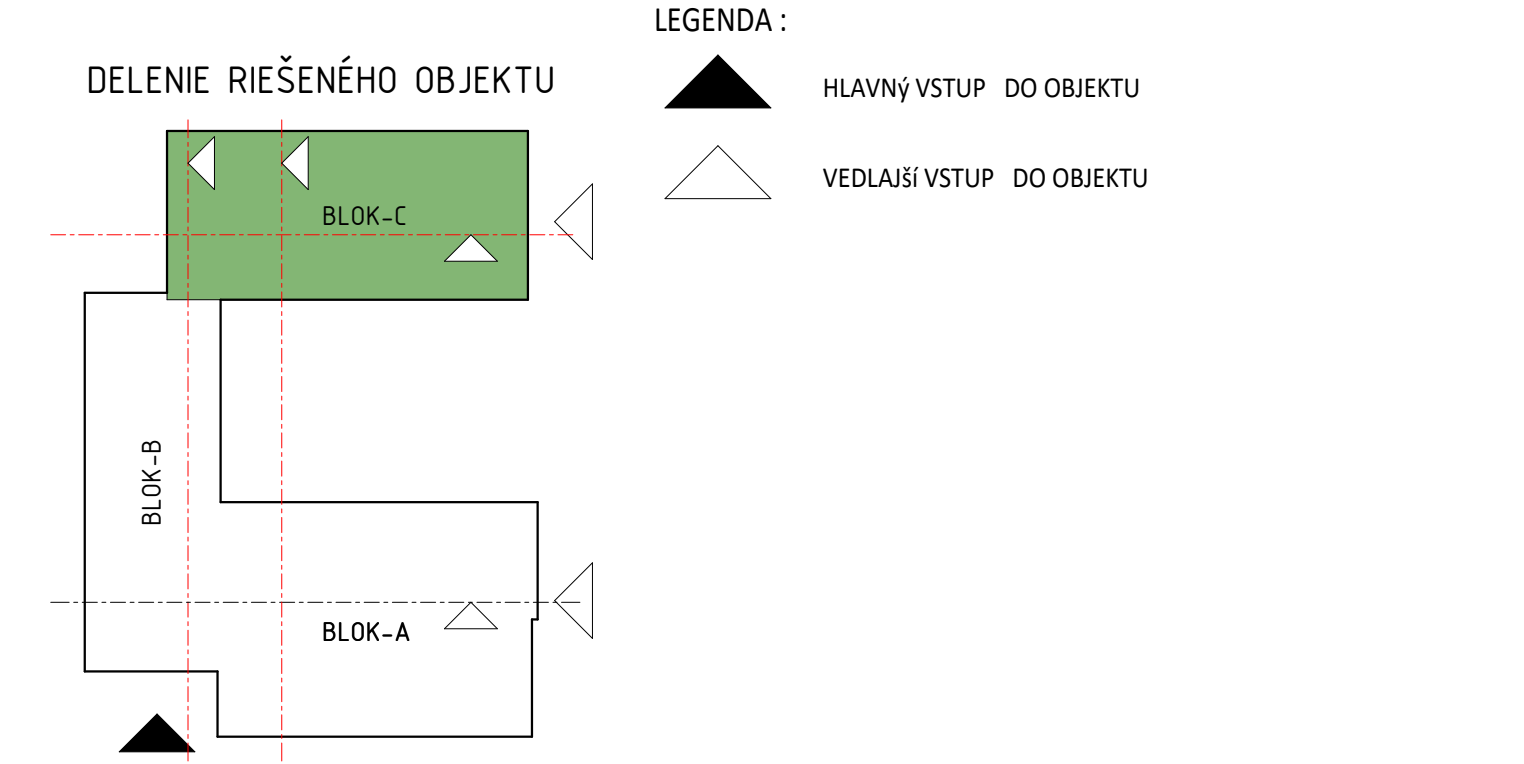 LEGENDA :
DELENIE RIEŠENÉHO OBJEKTU
HLAVNý VSTUP DO OBJEKTU
VEDLAJší VSTUP DO OBJEKTU
BLOK-C
BLOK-B
BLOK-A